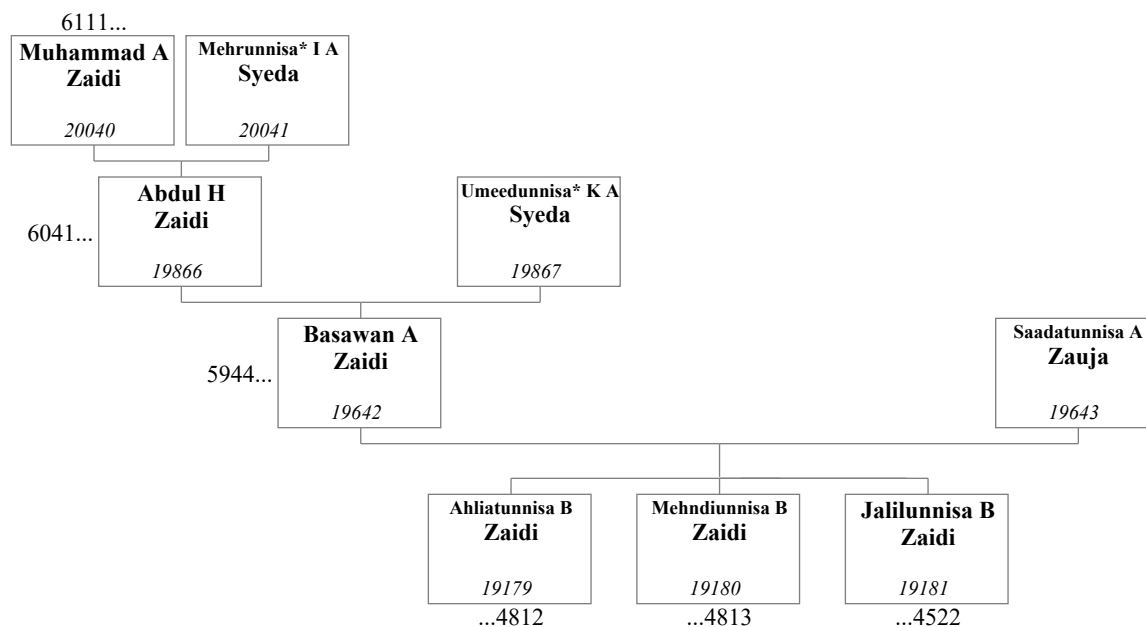 6111...
Muhammad A
Zaidi
20040
Mehrunnisa* I A
Syeda
20041
Abdul H
Zaidi
19866
6041...
Umeedunnisa* K A
Syeda
19867
Basawan A
Zaidi
19642
5944...
Saadatunnisa A
Zauja
19643
Ahliatunnisa B
Zaidi
19179
...4812
Mehndiunnisa B
Zaidi
19180
...4813
Jalilunnisa B
Zaidi
19181
...4522